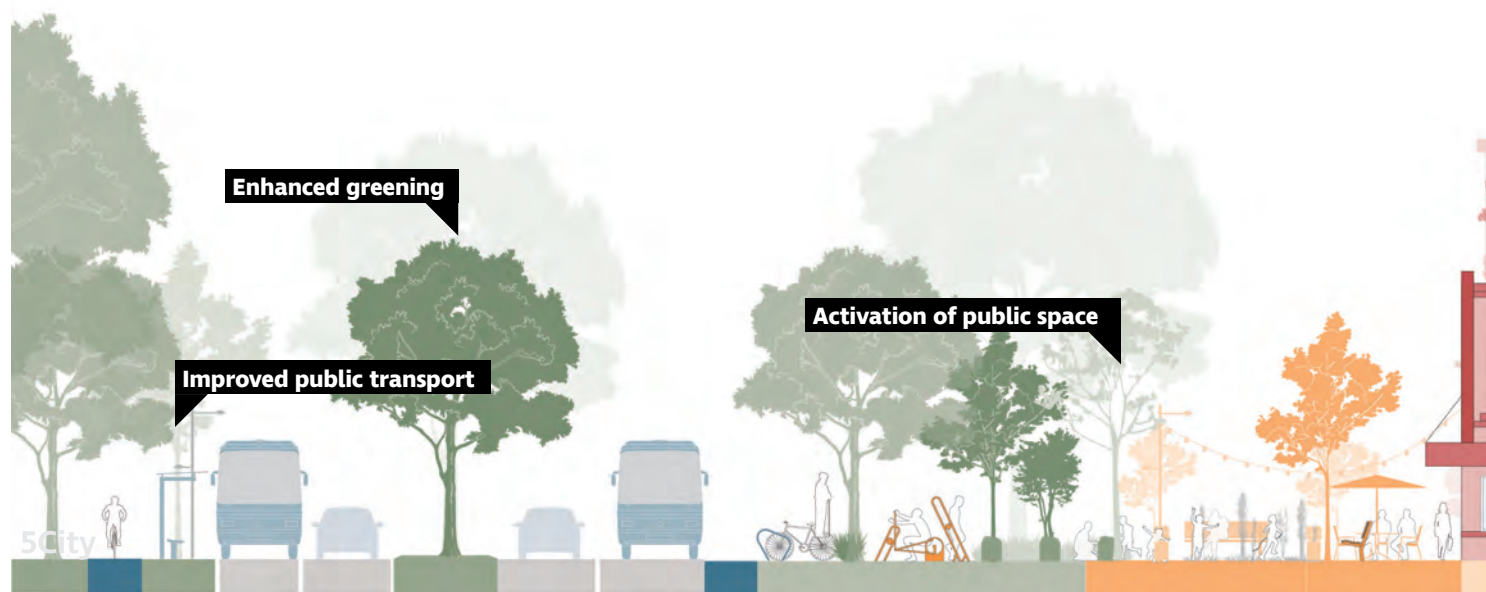 Enhanced greening
Activation of public space
Improved public transport
5City